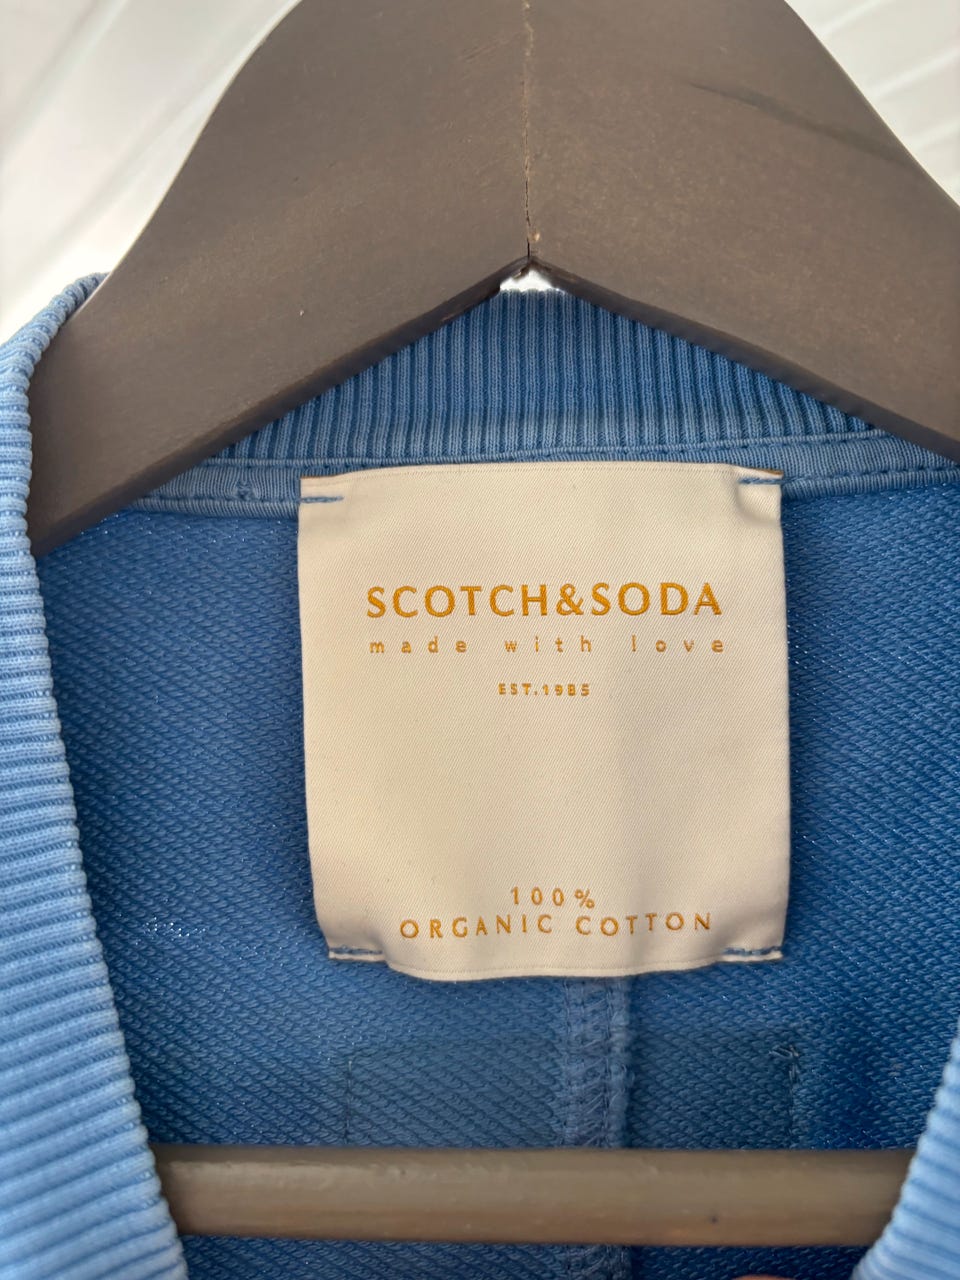 SCOTCH&SODA
made with love
EST.1985
100%
ORGANIC COTTON